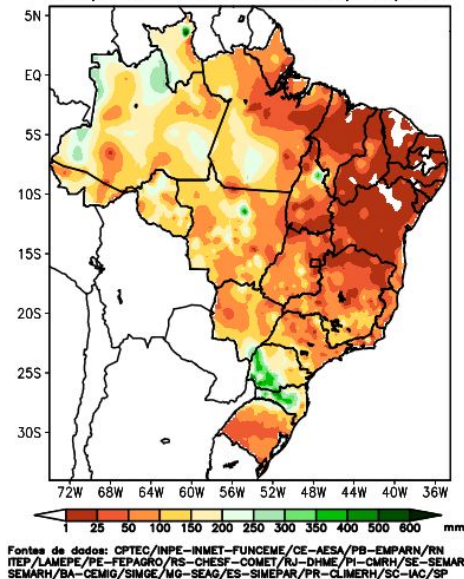 5N
EQ
5S
10S
15S
20S
25S
30S
72W 68W 64W 60W 56W 52W 48W 44W 40W 36W
1 25 50 100 150 200 250 300 400 500 600 mm
Fontes de dados: CPTEC/INPE-INMET-FUNCEME/CE-AESA/PB-EMPARN/RN
ITEP/LAMEPE/PE-FEPAGRO/RS-CHESF-COMET/RJ-DHME/PI-CMRH/SE-SEMAR
SEMARH/BA-CEMIG/SIMGE/MG-SEAG/ES-SIMEPAR/PR-CLIMERH/SC-IAC/SP